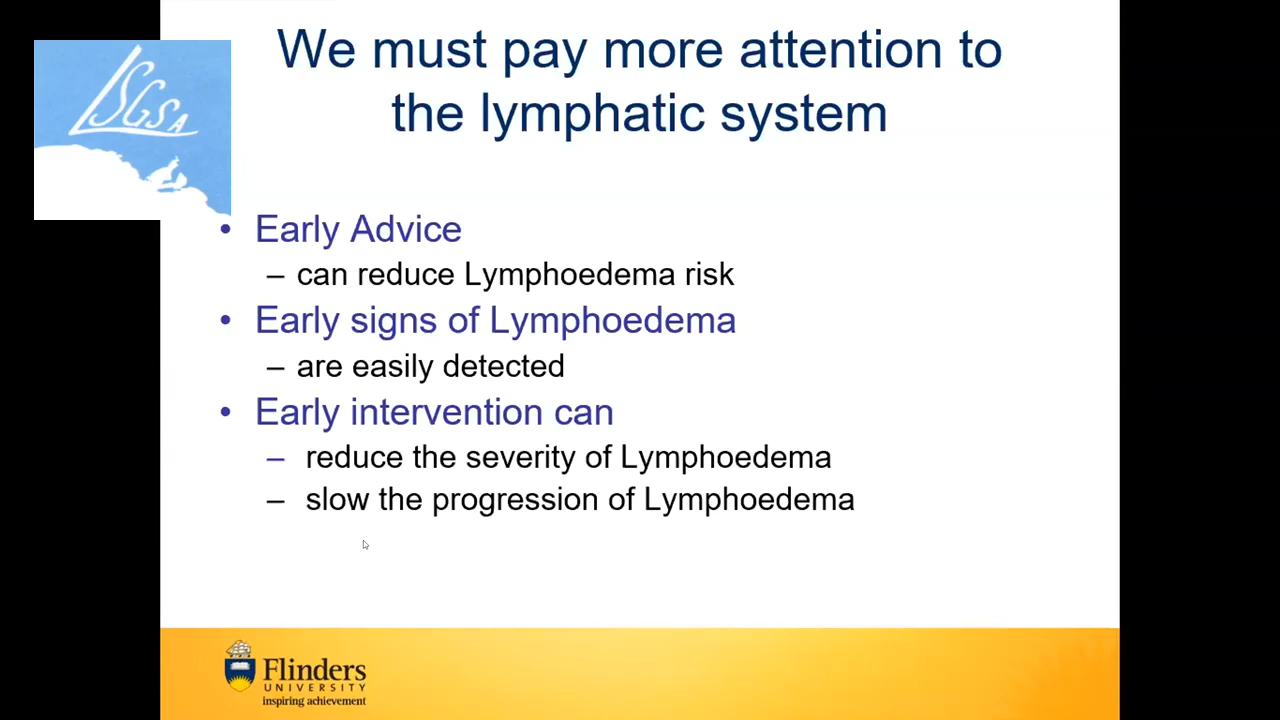 We must pay more attention to
the lymphatic system
LSGSA
• Early Advice
– can reduce Lymphoedema risk
• Early signs of Lymphoedema
– are easily detected
• Early intervention can
– reduce the severity of Lymphoedema
– slow the progression of Lymphoedema
Flinders
UNIVERSITY
inspiring achievement